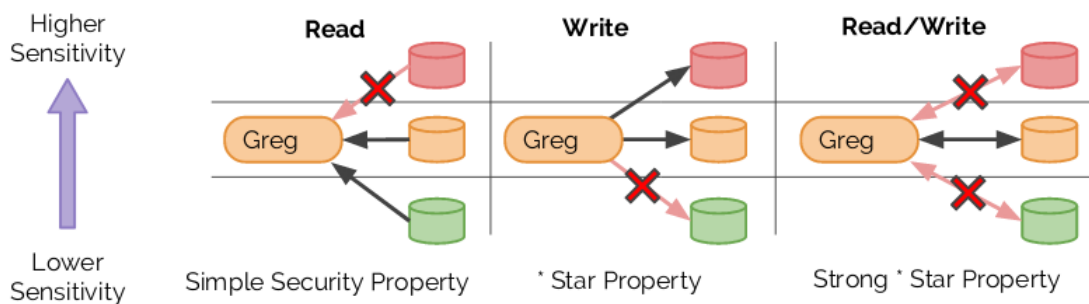 Higher
Sensitivity
Read
Write
Read/Write
Greg
Greg
Greg
Lower
Sensitivity
Simple Security Property
* Star Property
Strong * Star Property